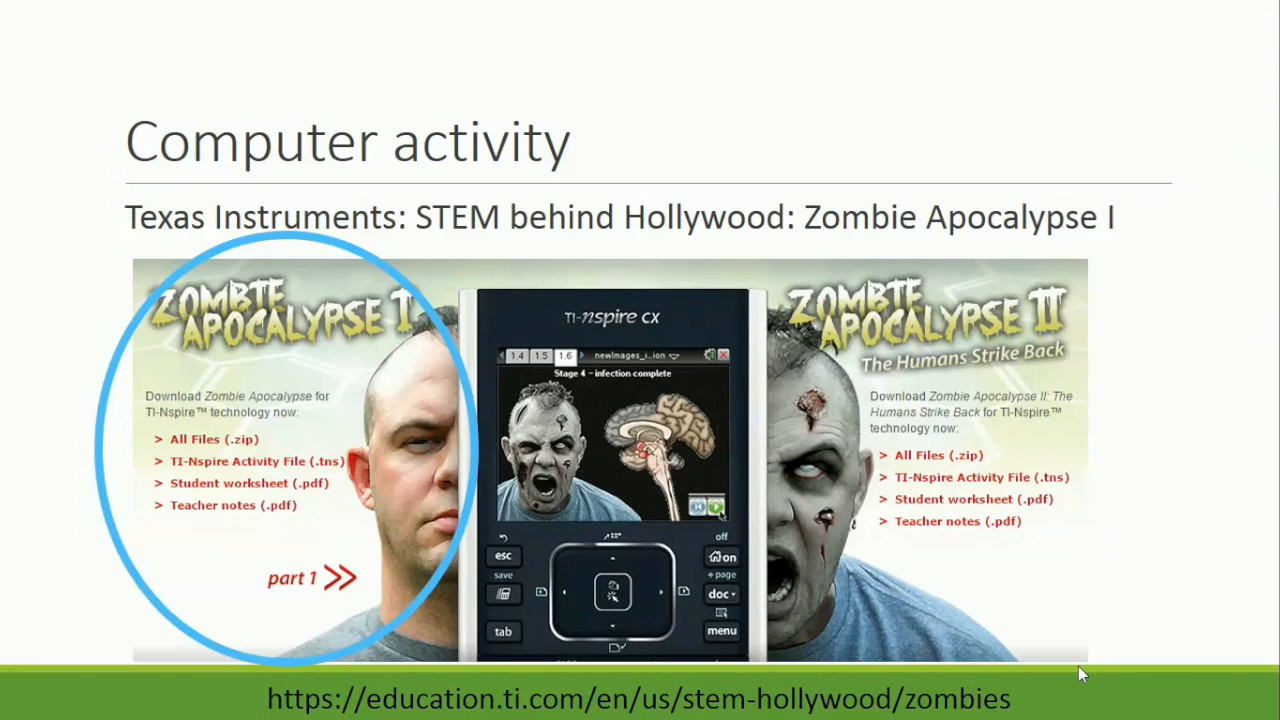 Computer activity
Texas Instruments: STEM behind Hollywood: Zombie Apocalypse I
ZOMBIE
APOCALYPSE I
Download Zombie Apocalypse for
TI-Nspire™ technology now:
> All Files (.zip)
> TI-Nspire Activity File (.tns)
> Student worksheet (.pdf)
> Teacher notes (.pdf)
part 1 >>
TI-nspire CX
1.4 1.5 1.6 newImages_i...ion
Stage 4 – infection complete
off
esc
on
save
+ page
doc
tab
menu
ZOMBIE
APOCALYPSE II
The Humans Strike Back
Download Zombie Apocalypse II: The
Humans Strike Back for TI-Nspire™
technology now:
> All Files (.zip)
> TI-Nspire Activity File (.tns)
> Student worksheet (.pdf)
> Teacher notes (.pdf)
https://education.ti.com/en/us/stem-hollywood/zombies